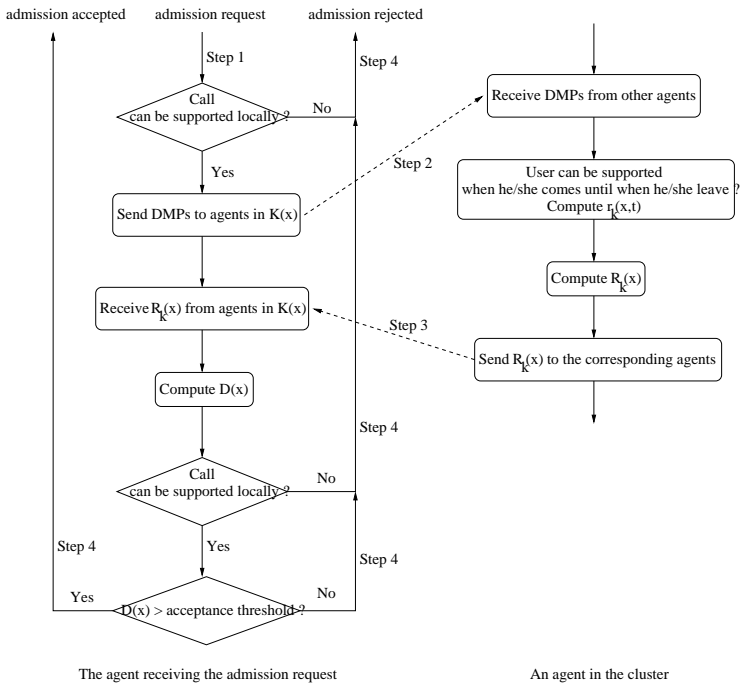 admission accepted
admission request
admission rejected
Step 1
Step 4
Call
can be supported locally ?
No
Yes
Step 2
Send DMPs to agents in K(x)
Receive R_k(x) from agents in K(x)
Step 3
Compute D(x)
Step 4
Call
can be supported locally ?
No
Yes
Step 4
Step 4
Yes
D(x) > acceptance threshold ?
No
The agent receiving the admission request
Receive DMPs from other agents
User can be supported
when he/she comes until when he/she leave ?
Compute r_k(x,t)
Compute R_k(x)
Send R_k(x) to the corresponding agents
An agent in the cluster